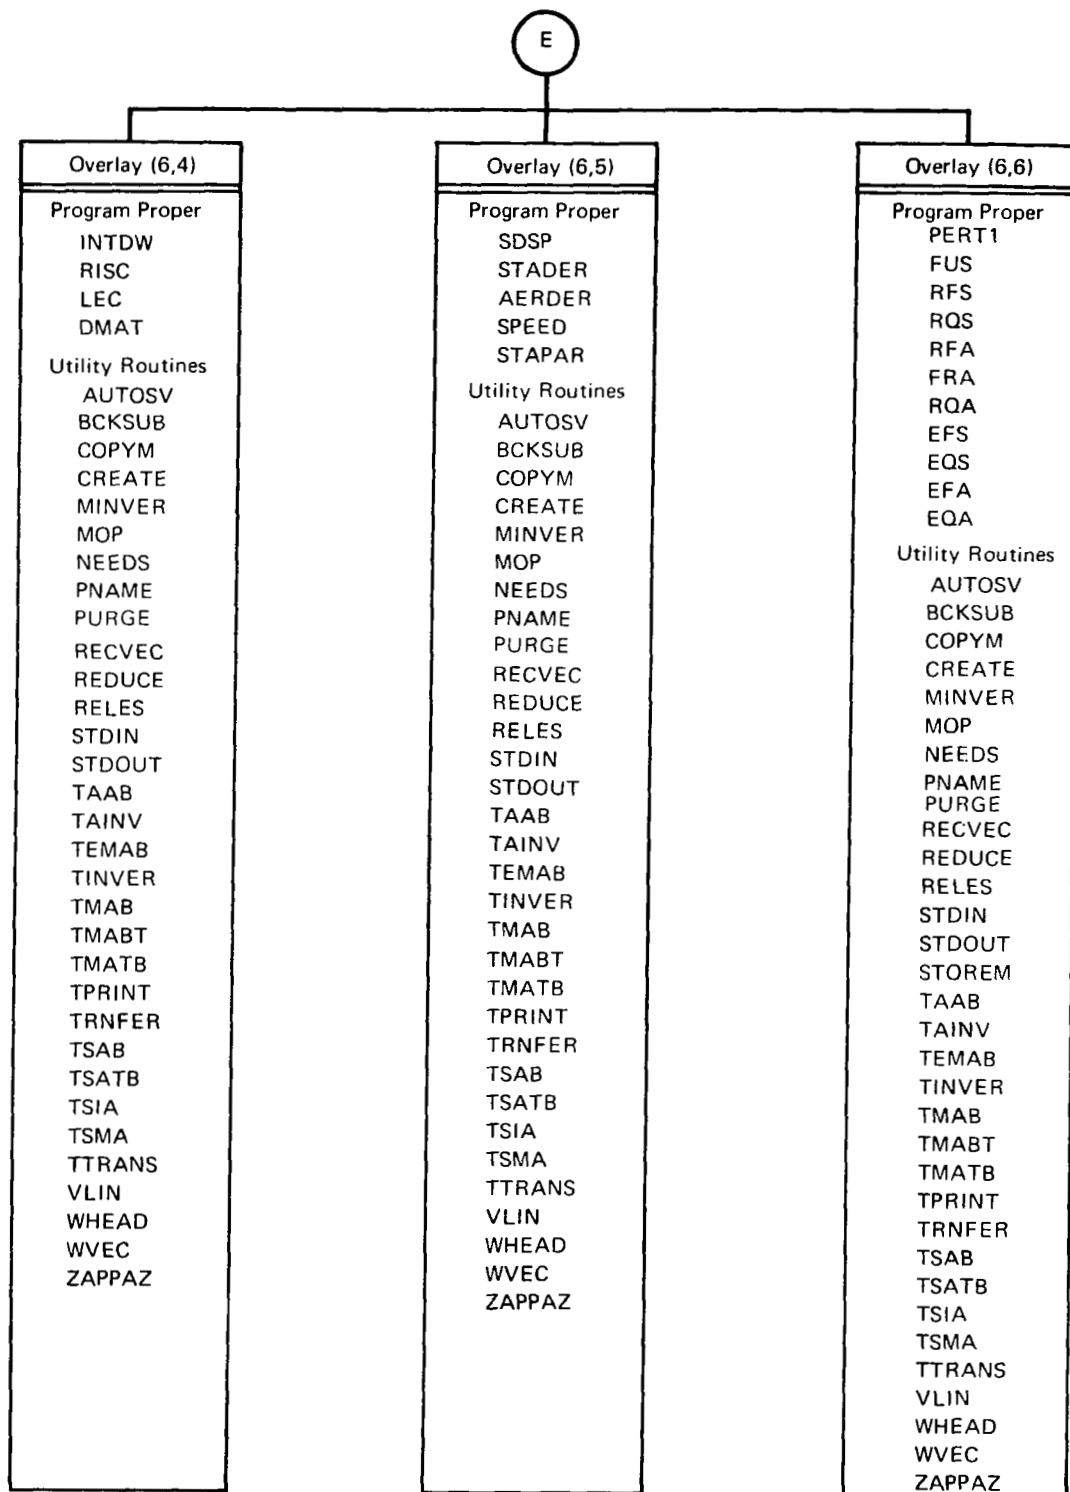 E
Overlay (6,4)
Program Proper
INTDW
RISC
LEC
DMAT
Utility Routines
AUTOSV
BCKSUB
COPYM
CREATE
MINVER
MOP
NEEDS
PNAME
PURGE
RECVEC
REDUCE
RELES
STDIN
STDOUT
TAAB
TAINV
TEMAB
TINVER
TMAB
TMABT
TMATB
TPRINT
TRNFER
TSAB
TSATB
TSIA
TSMA
TTRANS
VLIN
WHEAD
WVEC
ZAPPAZ
Overlay (6,5)
Program Proper
SDSP
STADER
AERDER
SPEED
STAPAR
Utility Routines
AUTOSV
BCKSUB
COPYM
CREATE
MINVER
MOP
NEEDS
PNAME
PURGE
RECVEC
REDUCE
RELES
STDIN
STDOUT
TAAB
TAINV
TEMAB
TINVER
TMAB
TMABT
TMATB
TPRINT
TRNFER
TSAB
TSATB
TSIA
TSMA
TTRANS
VLIN
WHEAD
WVEC
ZAPPAZ
Overlay (6,6)
Program Proper
PERT1
FUS
RFS
RQS
RFA
FRA
RQA
EFS
EQS
EFA
EQA
Utility Routines
AUTOSV
BCKSUB
COPYM
CREATE
MINVER
MOP
NEEDS
PNAME
PURGE
RECVEC
REDUCE
RELES
STDIN
STDOUT
STOREM
TAAB
TAINV
TEMAB
TINVER
TMAB
TMABT
TMATB
TPRINT
TRNFER
TSAB
TSATB
TSIA
TSMA
TTRANS
VLIN
WHEAD
WVEC
ZAPPAZ